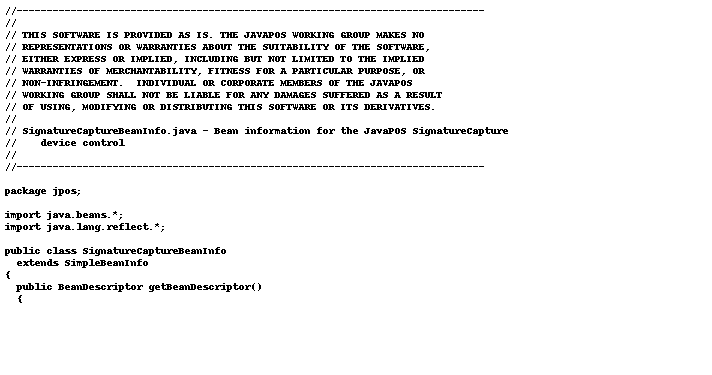 //------------------------------------------------------------------------------
//
// THIS SOFTWARE IS PROVIDED AS IS. THE JAVAPOS WORKING GROUP MAKES NO
// REPRESENTATIONS OR WARRANTIES ABOUT THE SUITABILITY OF THE SOFTWARE,
// EITHER EXPRESS OR IMPLIED, INCLUDING BUT NOT LIMITED TO THE IMPLIED
// WARRANTIES OF MERCHANTABILITY, FITNESS FOR A PARTICULAR PURPOSE, OR
// NON-INFRINGEMENT.  INDIVIDUAL OR CORPORATE MEMBERS OF THE JAVAPOS
// WORKING GROUP SHALL NOT BE LIABLE FOR ANY DAMAGES SUFFERED AS A RESULT
// OF USING, MODIFYING OR DISTRIBUTING THIS SOFTWARE OR ITS DERIVATIVES.
//
// SignatureCaptureBeanInfo.java - Bean information for the JavaPOS SignatureCapture
//    device control
//
//------------------------------------------------------------------------------
package jpos;
import java.beans.*;
import java.lang.reflect.*;
public class SignatureCaptureBeanInfo
  extends SimpleBeanInfo
{
  public BeanDescriptor getBeanDescriptor()
  {